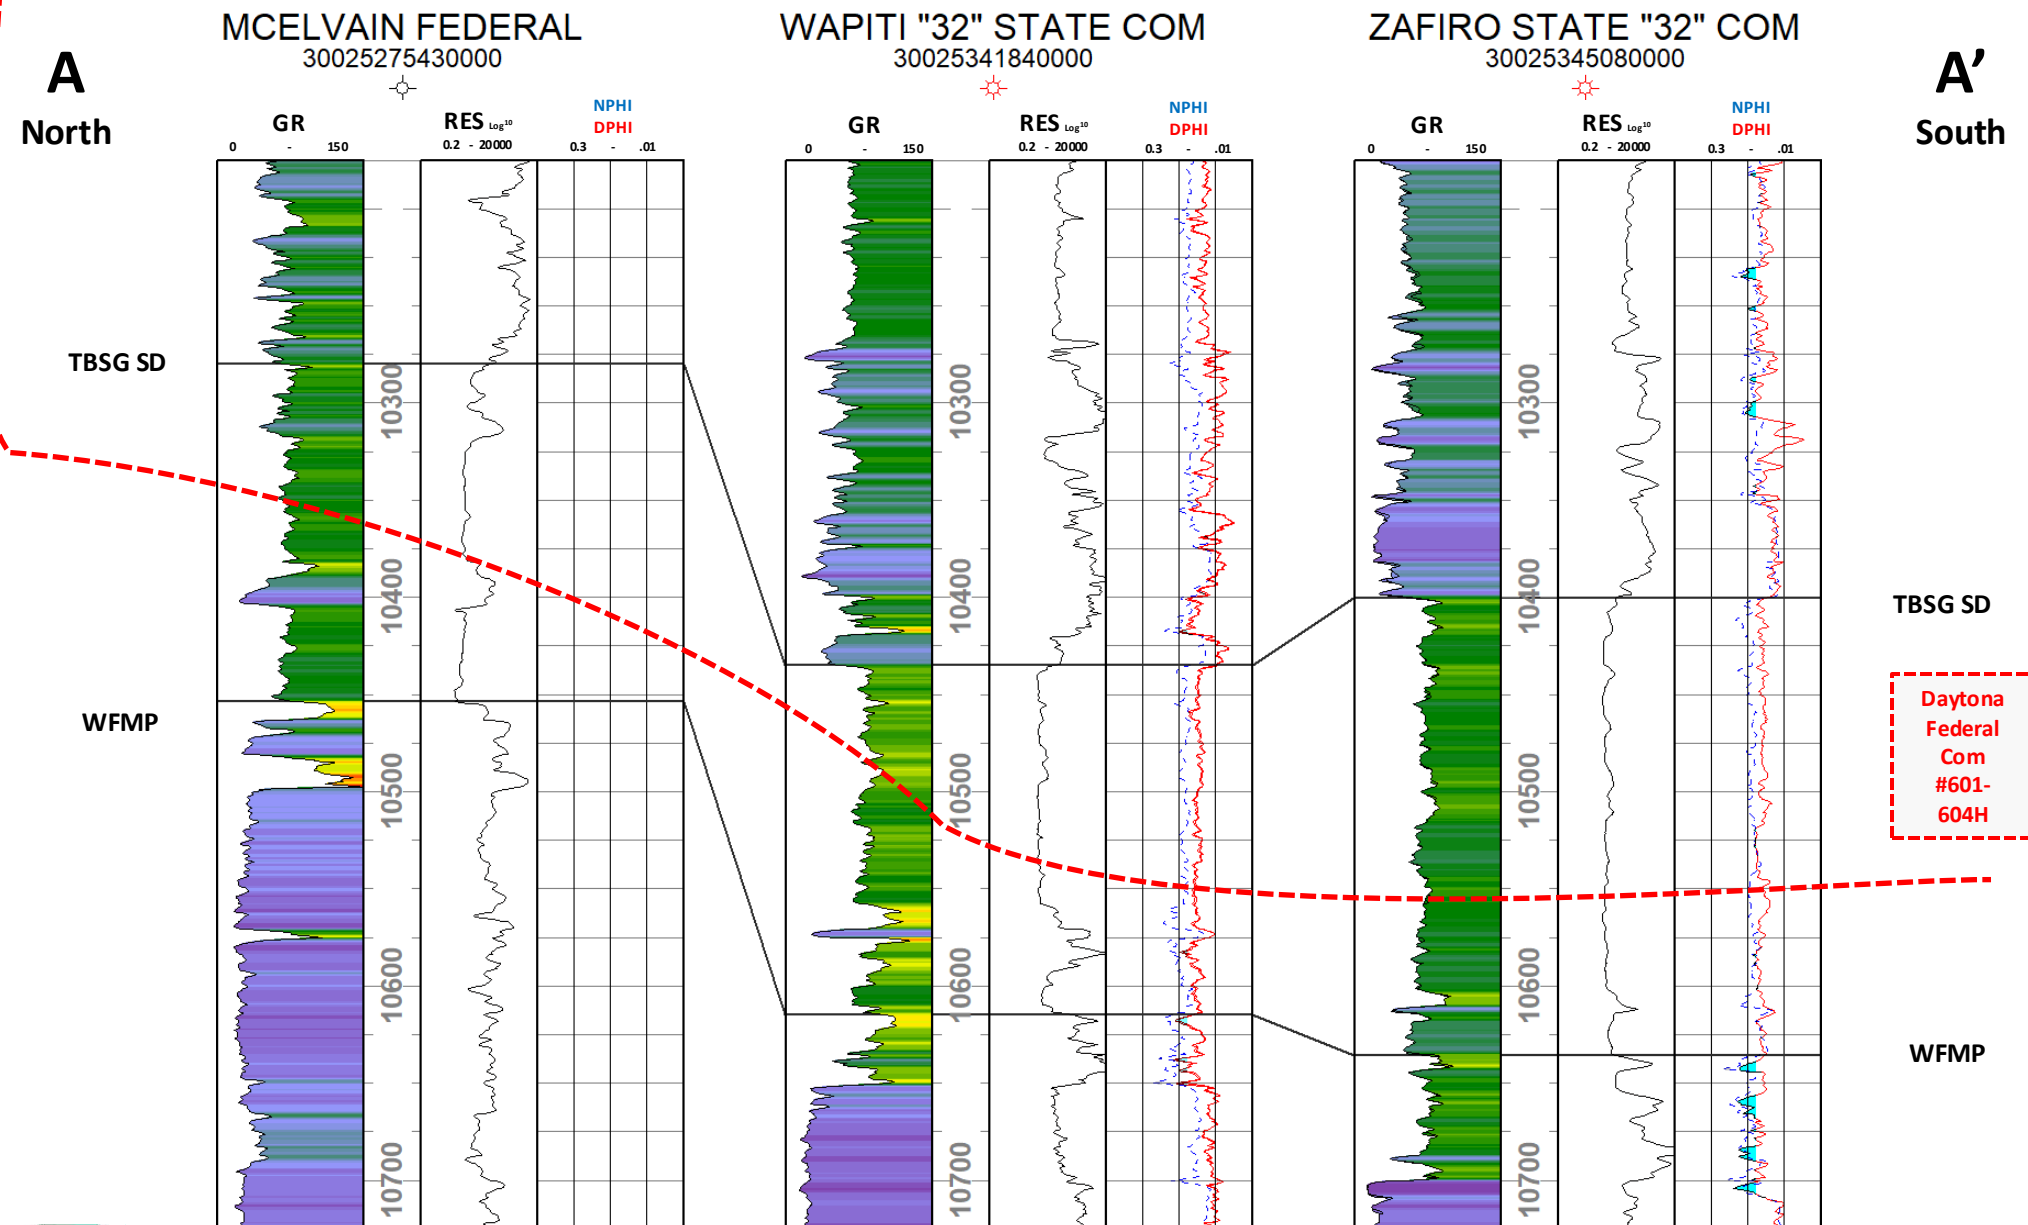 MCELVAIN FEDERAL
30025275430000
WAPITI "32" STATE COM
30025341840000
ZAFIRO STATE "32" COM
30025345080000
A
North
A’
South
GR
0 - 150
RES Log10
0.2 - 20000
NPHI
DPHI
0.3 - .01
GR
0 - 150
RES Log10
0.2 - 20000
NPHI
DPHI
0.3 - .01
GR
0 - 150
RES Log10
0.2 - 20000
NPHI
DPHI
0.3 - .01
TBSG SD
WFMP
10300
10400
10500
10600
10700
10300
10400
10500
10600
10700
10300
10400
10500
10600
10700
TBSG SD
Daytona
Federal
Com
#601-
604H
WFMP